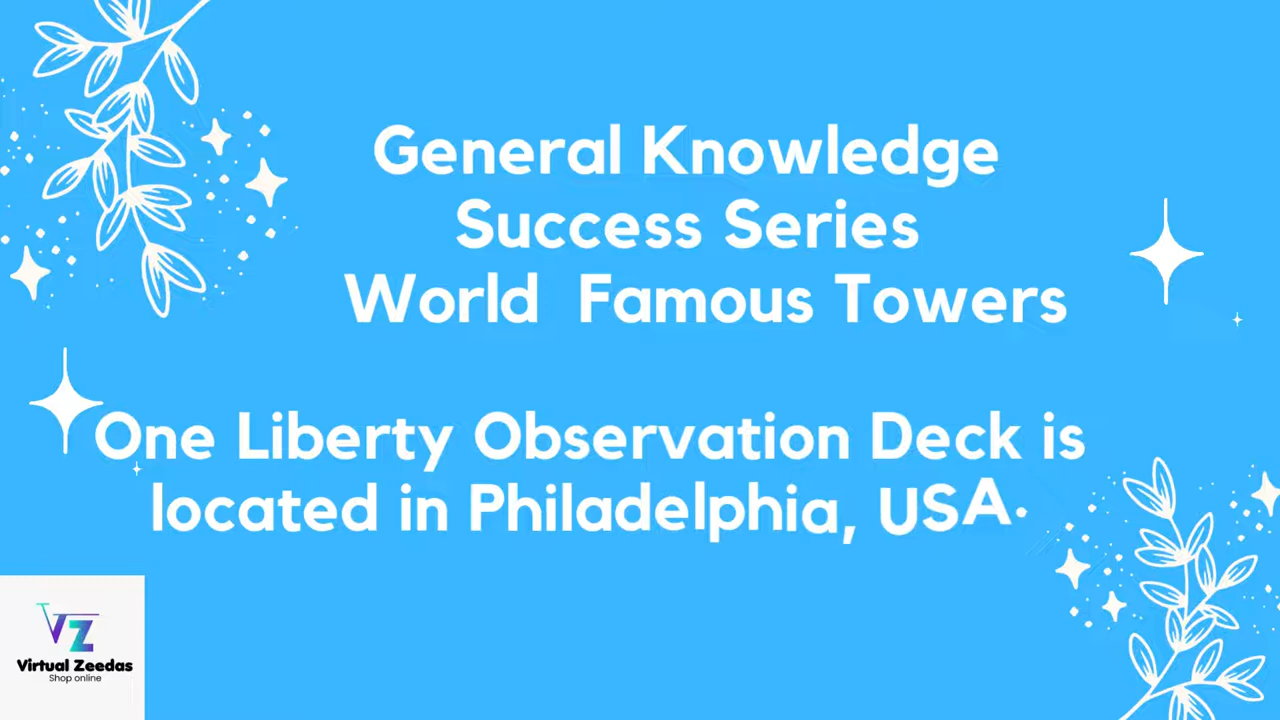 General Knowledge
Success Series
World Famous Towers
One Liberty Observation Deck is
located in Philadelphia, USA.
VZ
Virtual Zeedas
Shop online